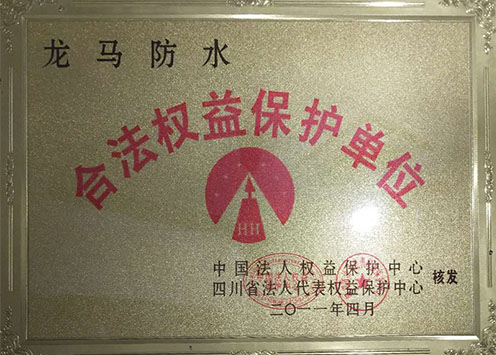 龙马防水
合法权益保护单位
HH
中国法人权益保护中心
四川省法人代表权益保护中心 核发
二〇一一年四月